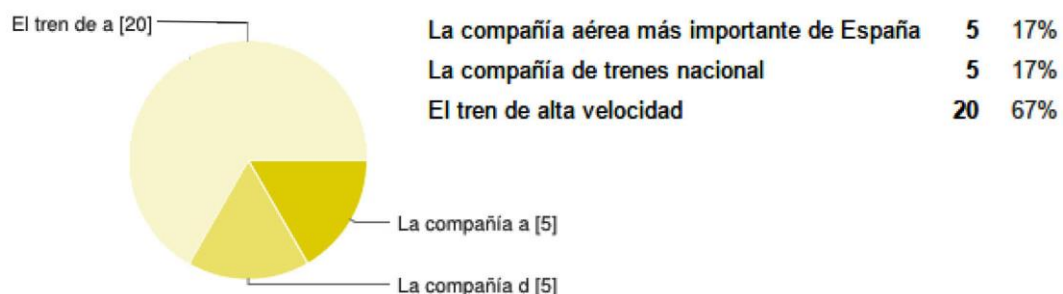 El tren de a [20]
La compañía a [5]
La compañía d [5]
La compañía aérea más importante de España 5 17%
La compañía de trenes nacional 5 17%
El tren de alta velocidad 20 67%